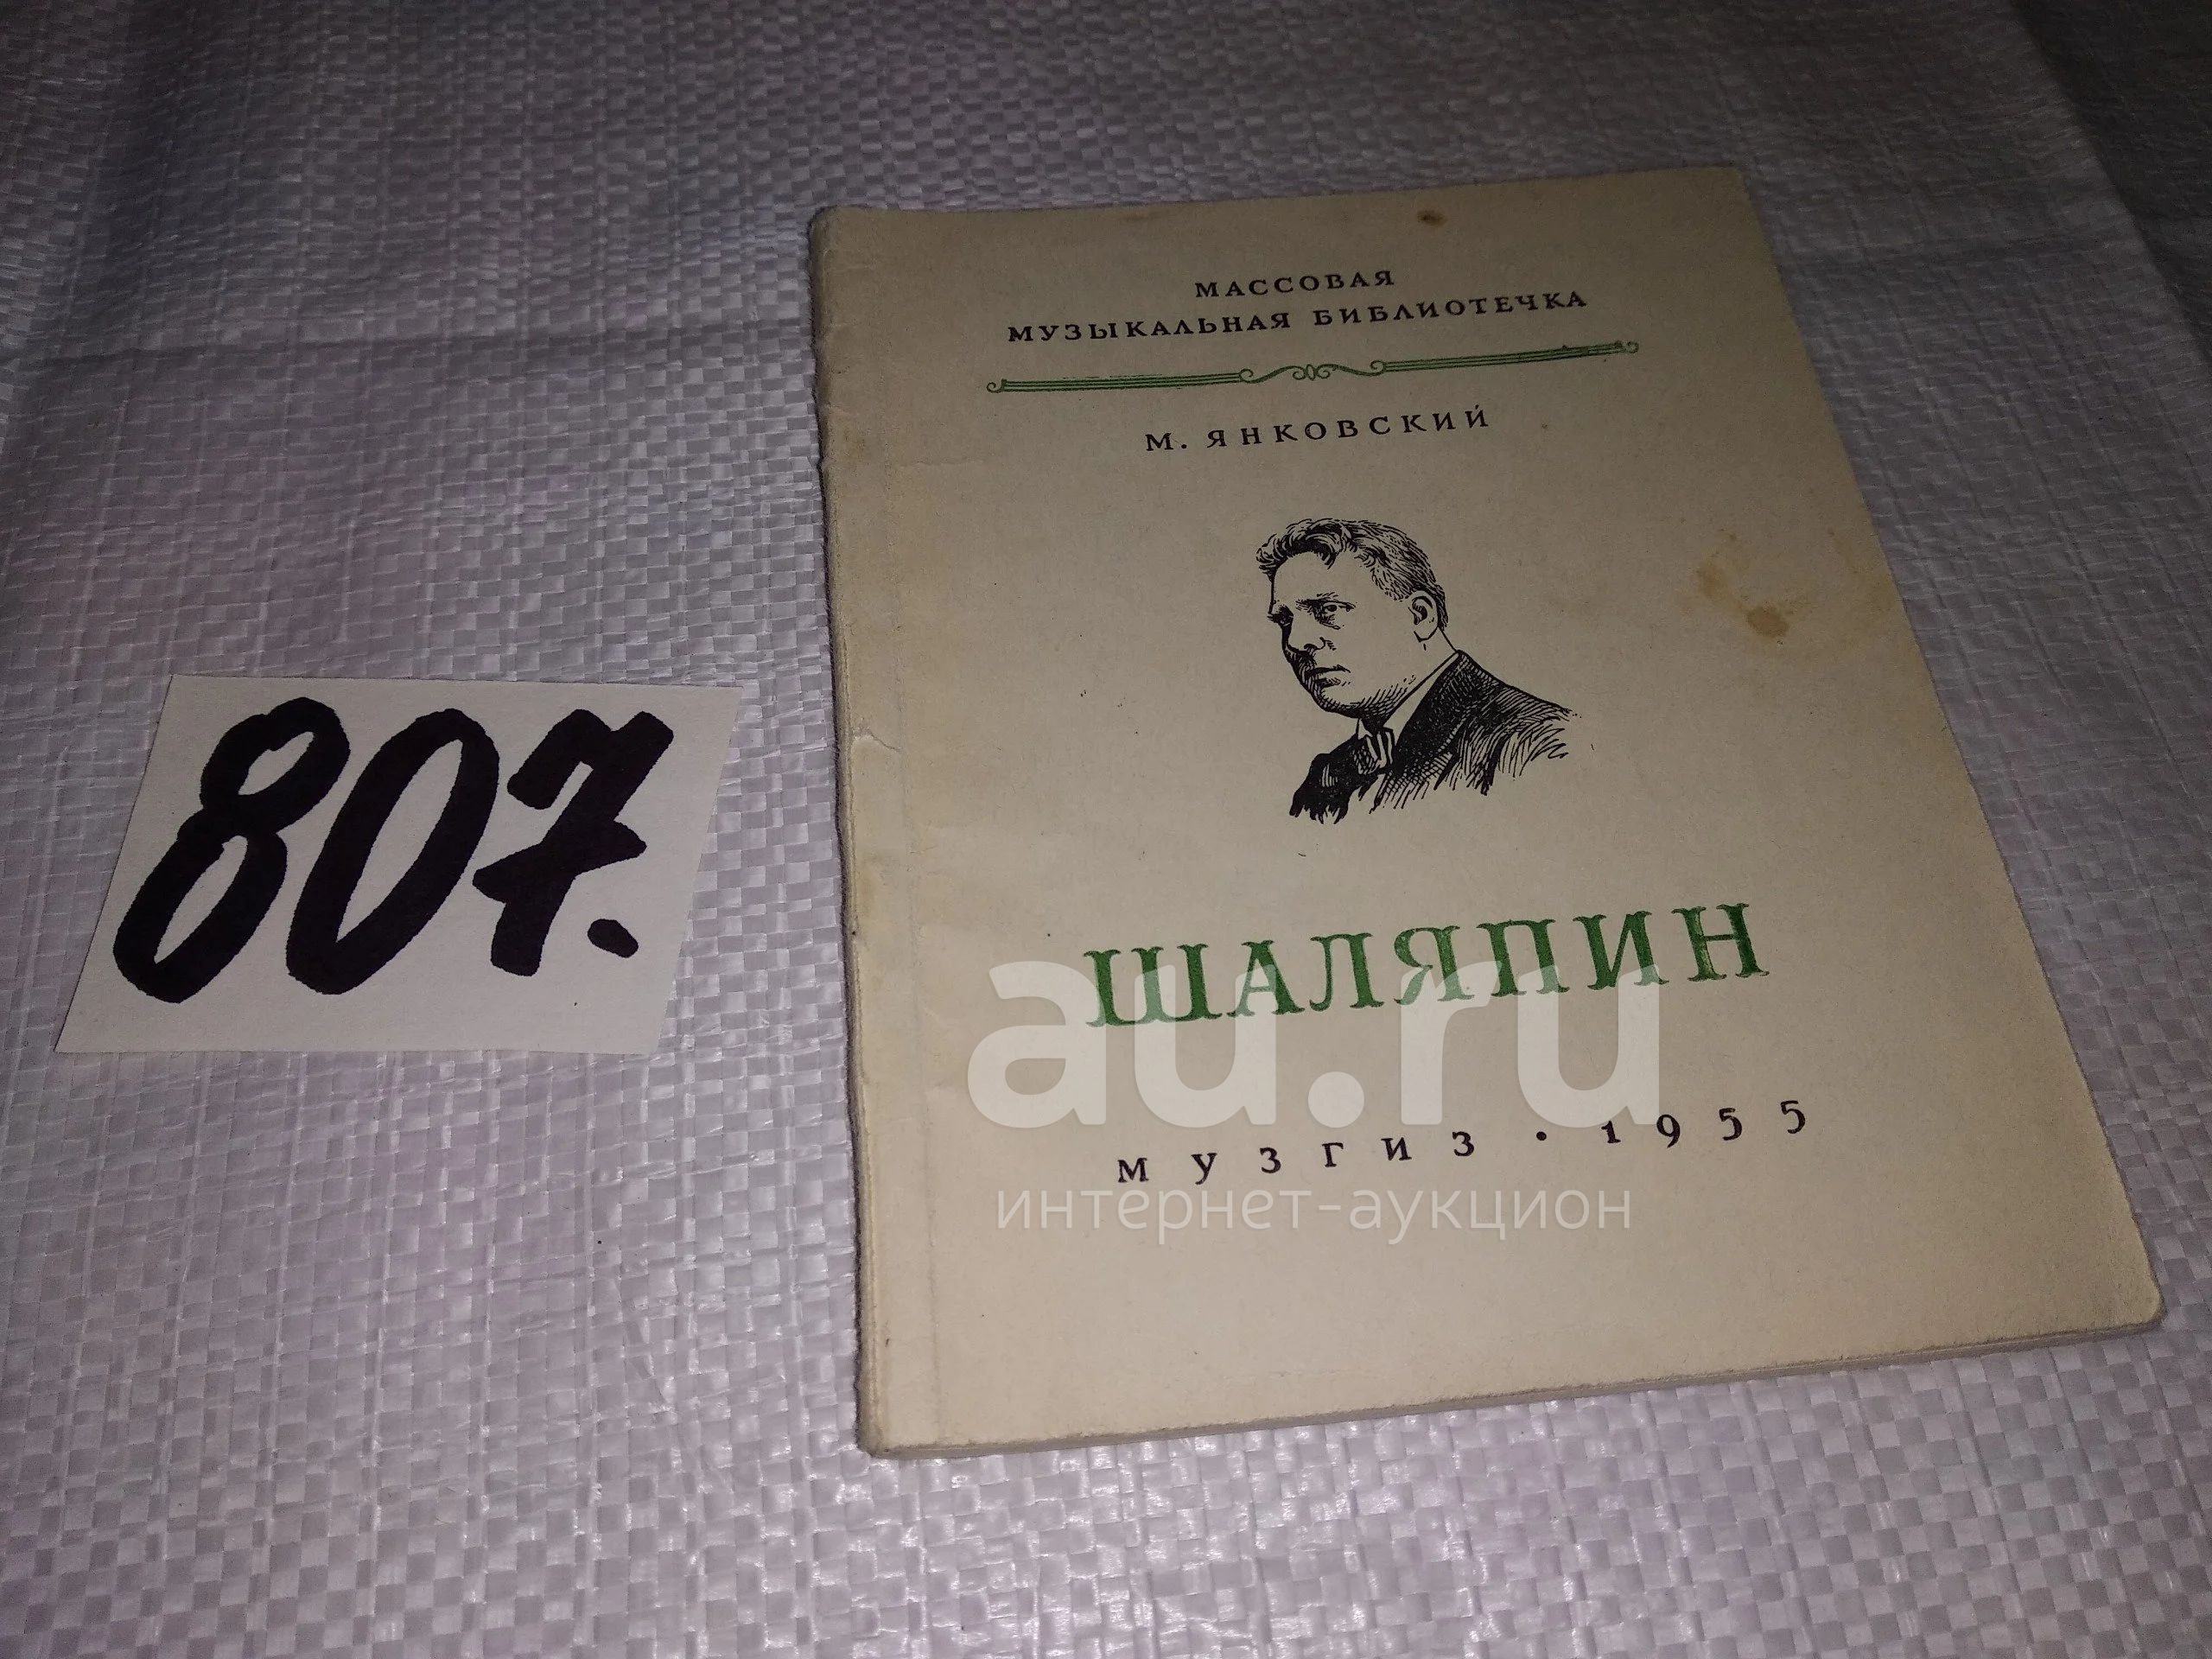 МАССОВАЯ
МУЗЫКАЛЬНАЯ БИБЛИОТЕЧКА
М. ЯНКОВСКИЙ
807.
ШАЛЯПИН
au.ru
МУЗГИЗ · 1955
интернет-аукцион